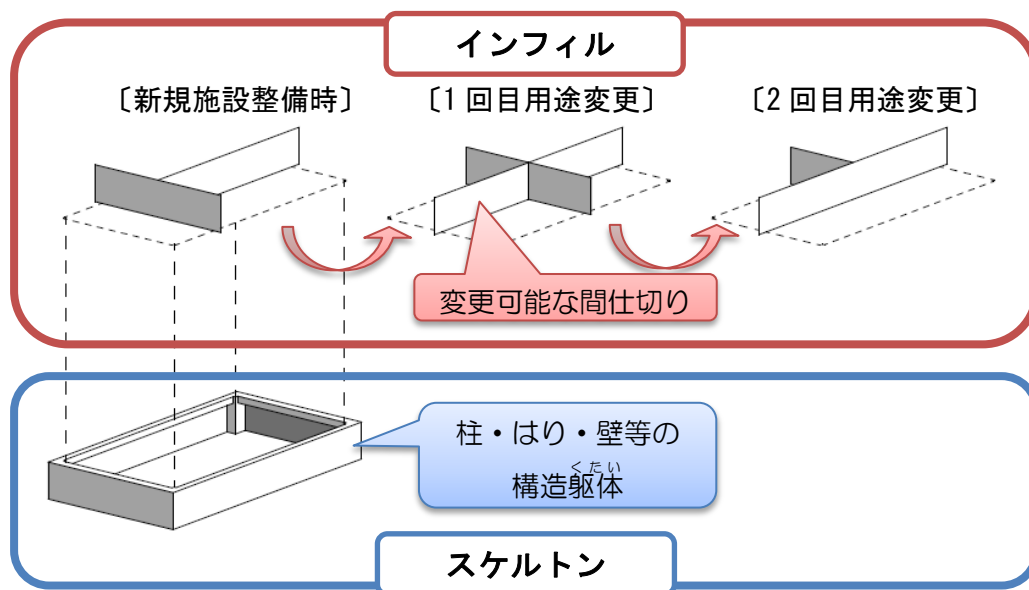 インフィル
〔新規施設整備時〕
〔1回目用途変更〕
〔2回目用途変更〕
変更可能な間仕切り
柱・はり・壁等の
構造躯体
くたい
スケルトン